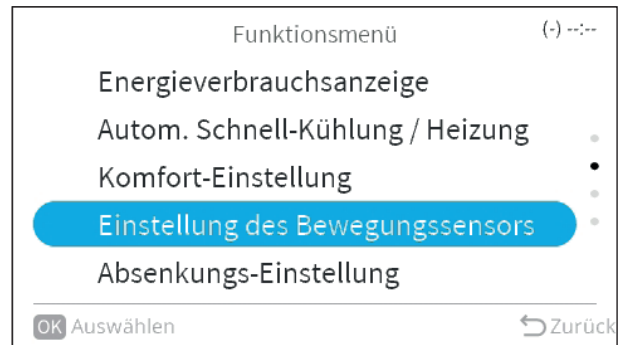 Funktionsmenü
(-) --:--
Energieverbrauchsanzeige
Autom. Schnell-Kühlung / Heizung
Komfort-Einstellung
Einstellung des Bewegungssensors
Absenkungs-Einstellung
OK Auswählen
Zurück